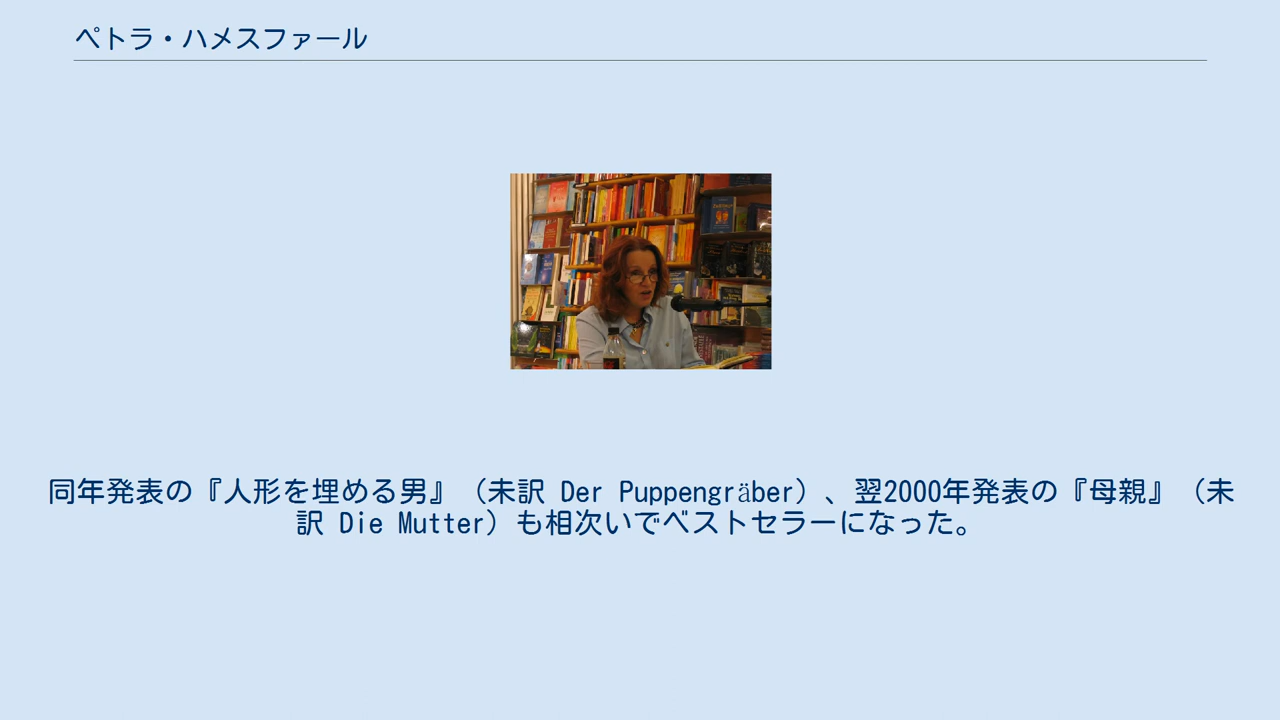 ペトラ・ハメスファール
同年発表の『人形を埋める男』（未訳 Der Puppengräber）、翌2000年発表の『母親』（未
訳 Die Mutter）も相次いでベストセラーになった。